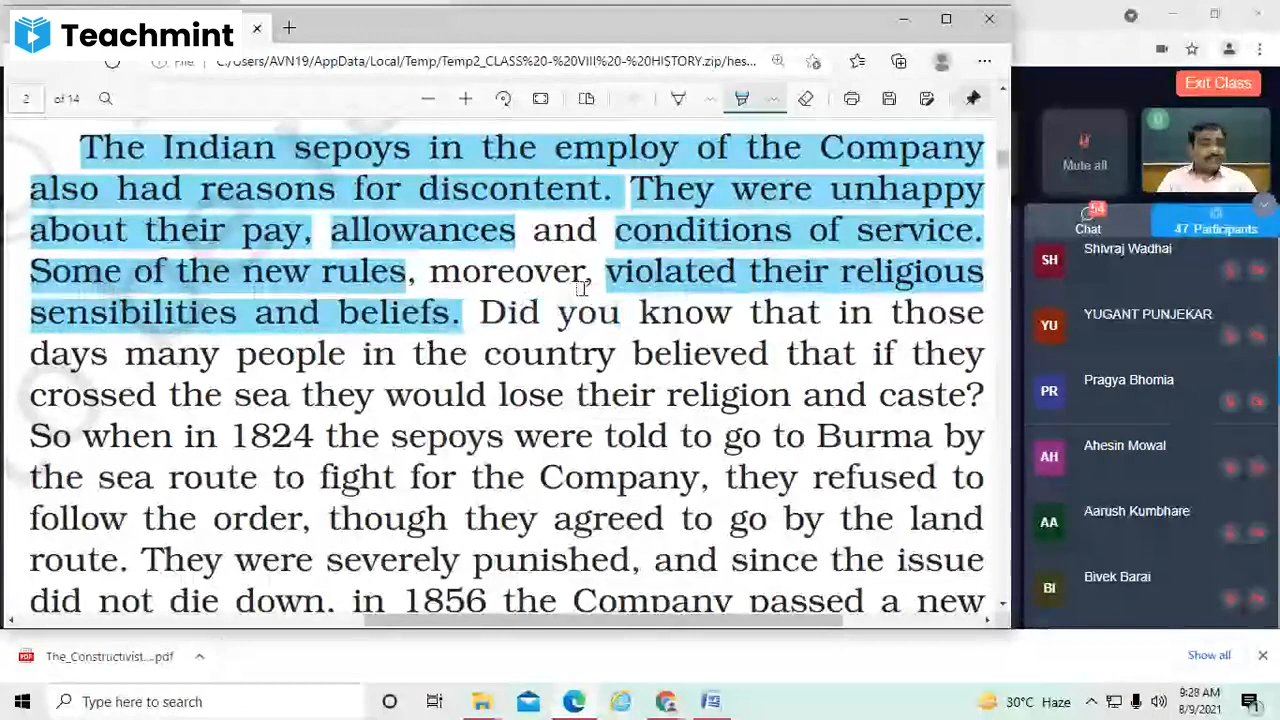 Teachmint
C:/Users/AVN19/AppData/Local/Temp/Temp2_CLASS%20-%20VIII%20-%20HISTORY.zip/hes...
2 of 14
Exit Class
The Indian sepoys in the employ of the Company
also had reasons for discontent. They were unhappy
about their pay, allowances and conditions of service.
Some of the new rules, moreover, violated their religious
sensibilities and beliefs. Did you know that in those
days many people in the country believed that if they
crossed the sea they would lose their religion and caste?
So when in 1824 the sepoys were told to go to Burma by
the sea route to fight for the Company, they refused to
follow the order, though they agreed to go by the land
route. They were severely punished, and since the issue
did not die down, in 1856 the Company passed a new
Mute all
54
Chat
47 Participants
SH Shivraj Wadhai
YU YUGANT PUNJEKAR
PR Pragya Bhomia
AH Ahesin Mowal
AA Aarush Kumbhare
BI Bivek Barai
The_Constructivist....pdf
Show all
Type here to search
30°C Haze
9:28 AM
8/9/2021